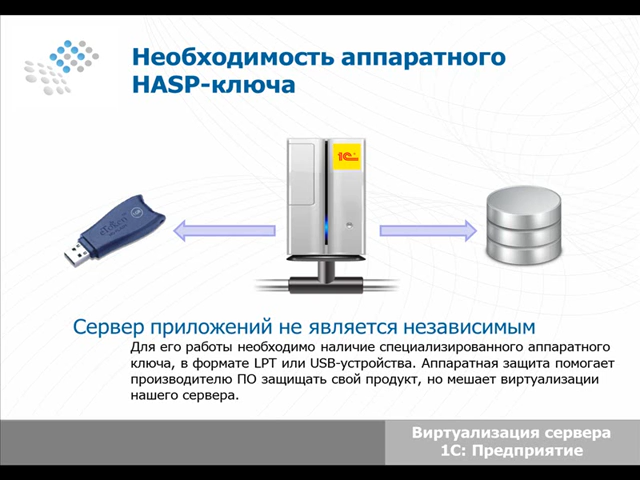 Необходимость аппаратного
HASP-ключа
1C
eToken
Сервер приложений не является независимым
Для его работы необходимо наличие специализированного аппаратного
ключа, в формате LPT или USB-устройства. Аппаратная защита помогает
производителю ПО защищать свой продукт, но мешает виртуализации
нашего сервера.
Виртуализация сервера
1С: Предприятие